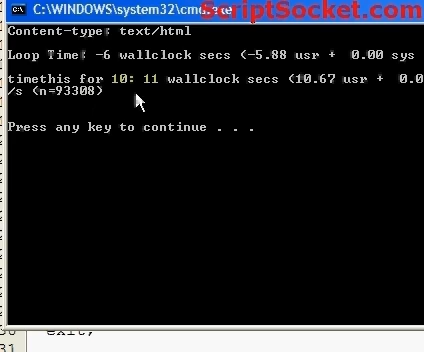 C:\WINDOWS\system32\cmd.exe
ScriptSocket.com
Content-type: text/html
Loop Time: -6 wallclock secs (-5.88 usr + 0.00 sys
timethis for 10: 11 wallclock secs (10.67 usr + 0.0
/s (n=93308)
Press any key to continue . . .
30 exit;
31